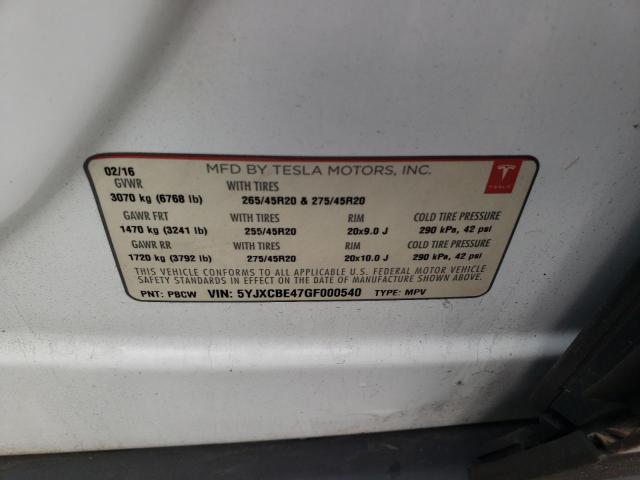 02/16 MFD BY TESLA MOTORS, INC.
GVWR WITH TIRES
3070 kg (6768 lb) 265/45R20 & 275/45R20
GAWR FRT WITH TIRES RIM COLD TIRE PRESSURE
1470 kg (3241 lb) 255/45R20 20x9.0 J 290 kPa, 42 psi
GAWR RR WITH TIRES RIM COLD TIRE PRESSURE
1720 kg (3792 lb) 275/45R20 20x10.0 J 290 kPa, 42 psi
THIS VEHICLE CONFORMS TO ALL APPLICABLE U.S. FEDERAL MOTOR VEHICLE
SAFETY STANDARDS IN EFFECT ON THE DATE OF MANUFACTURE SHOWN ABOVE.
PNT: PBCW VIN: 5YJXCBE47GF000540 TYPE: MPV
TESLA